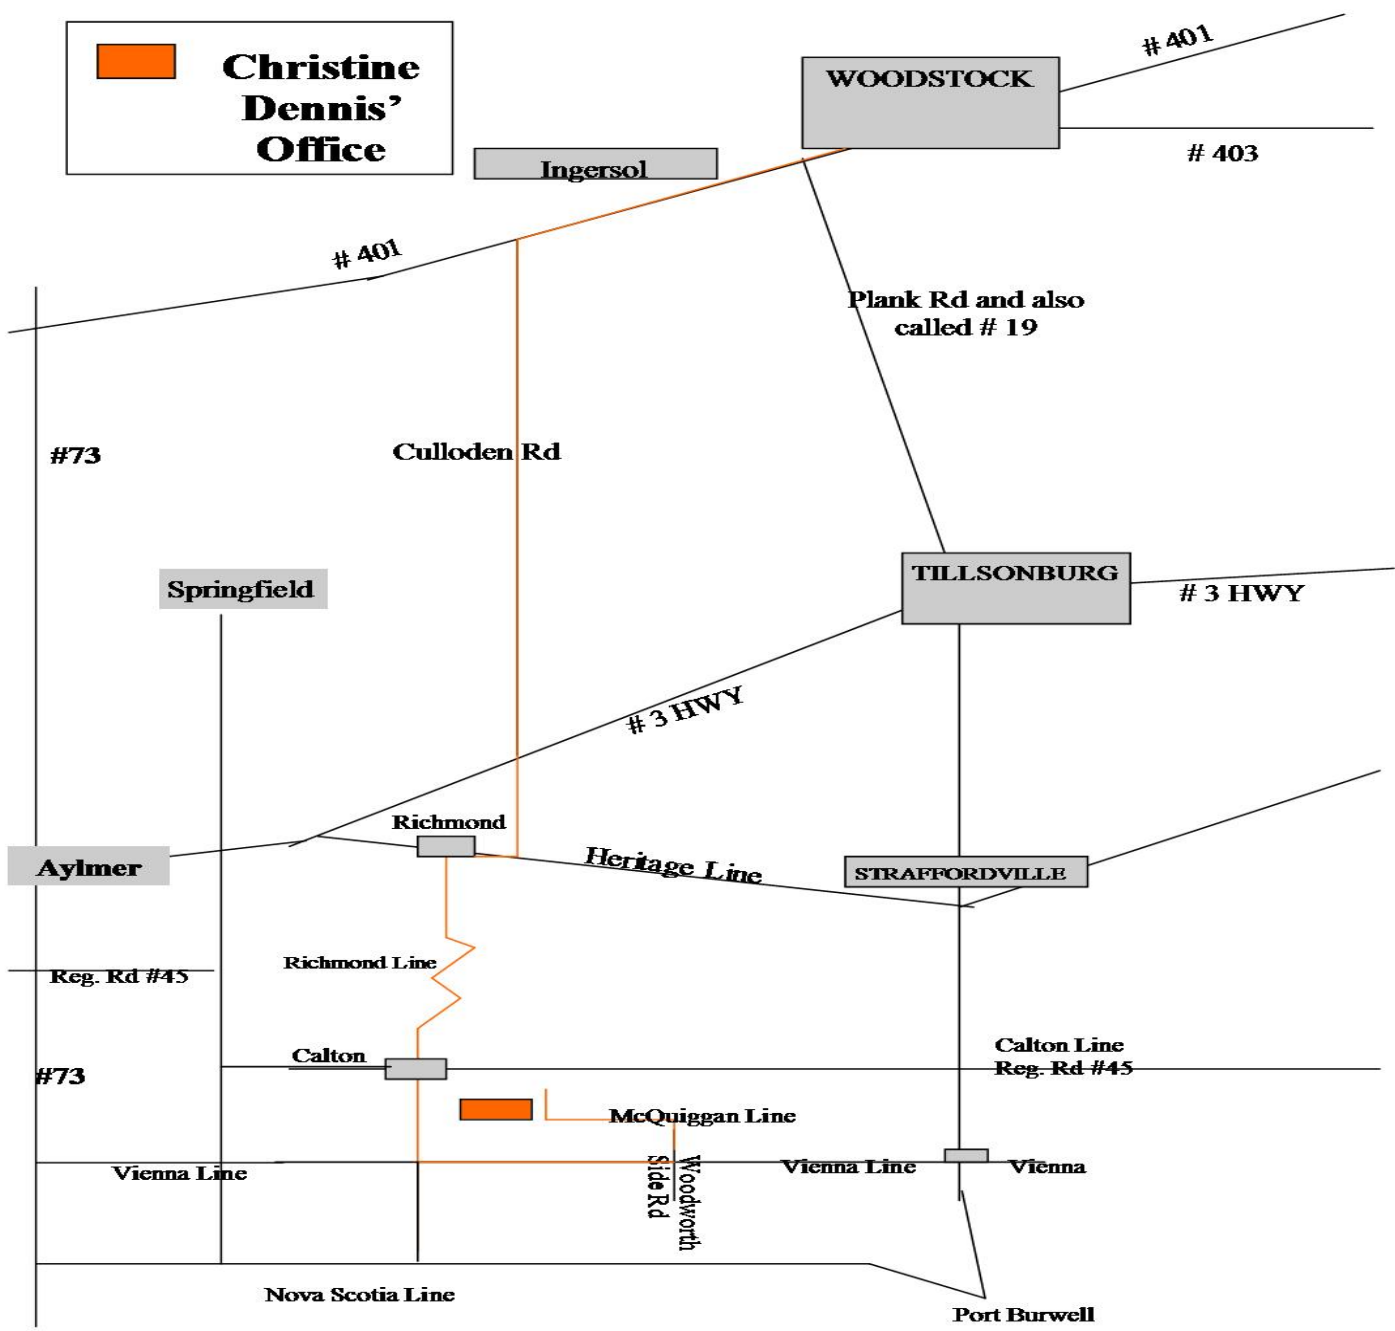 Christine
Dennis’
Office
WOODSTOCK
# 401
# 403
Ingersol
# 401
Plank Rd and also
called # 19
#73
Culloden Rd
Springfield
TILLSONBURG
# 3 HWY
# 3 HWY
Richmond
Aylmer
Heritage Line
STRAFFORDVILLE
Richmond Line
Reg. Rd #45
Calton
Calton Line
Reg. Rd #45
#73
McQuiggan Line
Vienna Line
Woodworth
Side Rd
Vienna Line
Vienna
Nova Scotia Line
Port Burwell